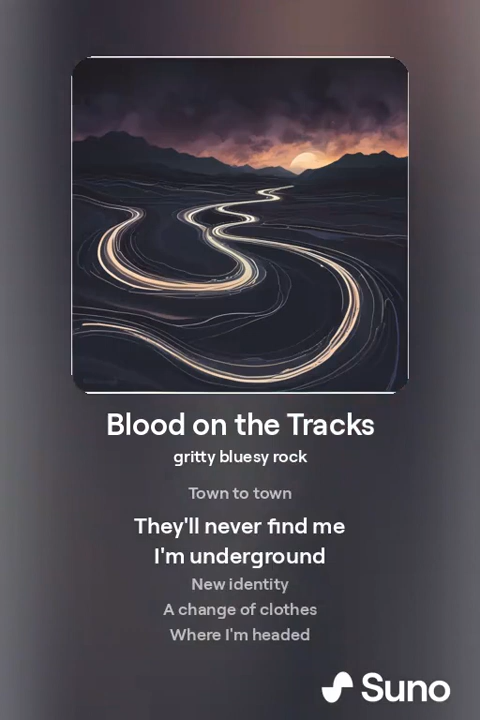 Blood on the Tracks
gritty bluesy rock
Town to town
They'll never find me
I'm underground
New identity
A change of clothes
Where I'm headed
Suno